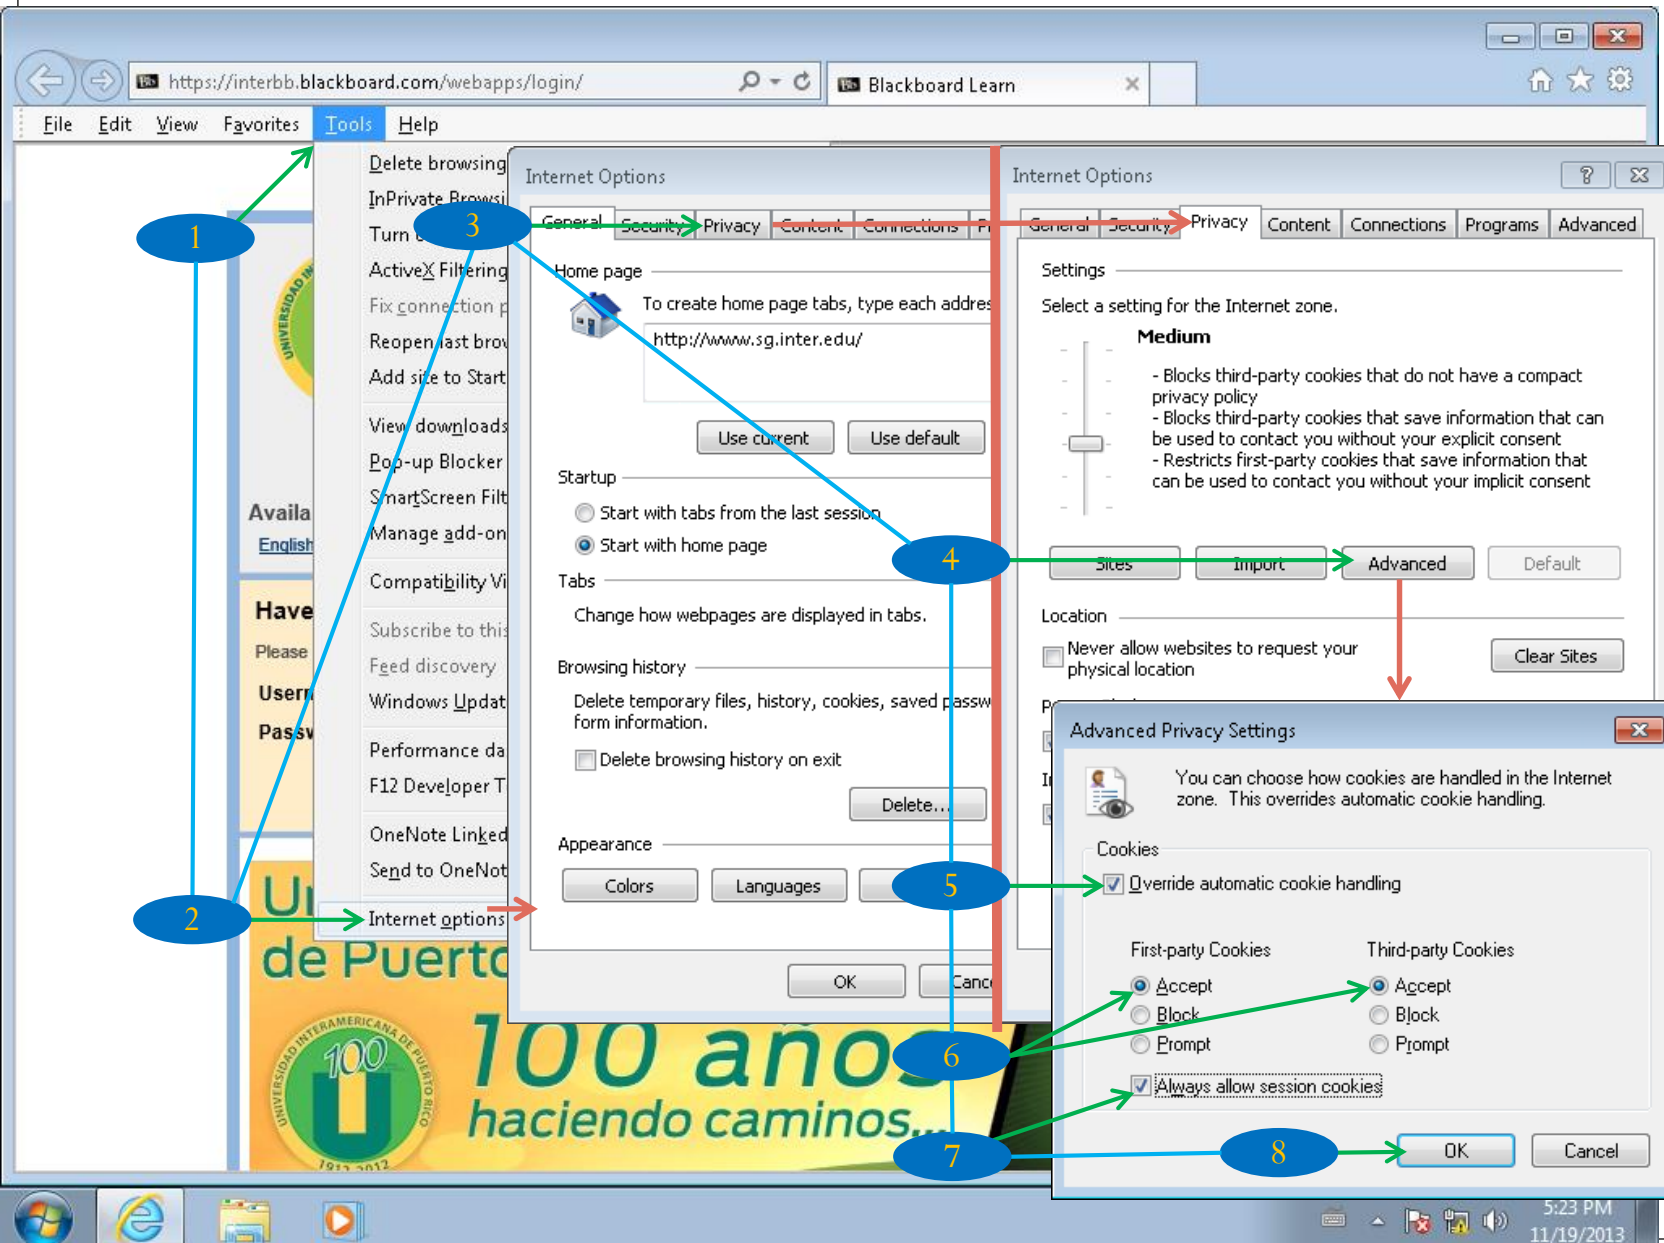 https://interbb.blackboard.com/webapps/login/
Blackboard Learn
File Edit View Favorites Tools Help
Delete browsing
InPrivate Browsi
Turn
ActiveX Filtering
Fix connection p
Reopen last brow
Add site to Start
View downloads
Pop-up Blocker
SmartScreen Filt
Manage add-on
Compatibility Vi
Subscribe to this
Feed discovery
Windows Updat
Performance da
F12 Developer T
OneNote Linked
Send to OneNot
Internet options
1
2
3
4
5
6
7
8
Availa
English
Have
Please
Usern
Passw
Un
de Puerto
100 años
haciendo caminos...
UNIVERSIDAD INTERAMERICANA DE PUERTO RICO
100
1912-2012
UNIVERSIDAD IN
Internet Options
General Security Privacy Content Connections P
Home page
To create home page tabs, type each addres
http://www.sg.inter.edu/
Use current Use default
Startup
Start with tabs from the last session
Start with home page
Tabs
Change how webpages are displayed in tabs.
Browsing history
Delete temporary files, history, cookies, saved passw
form information.
Delete browsing history on exit
Delete...
Appearance
Colors Languages
OK Canc
Internet Options
General Security Privacy Content Connections Programs Advanced
Settings
Select a setting for the Internet zone.
Medium
- Blocks third-party cookies that do not have a compact
privacy policy
- Blocks third-party cookies that save information that can
be used to contact you without your explicit consent
- Restricts first-party cookies that save information that
can be used to contact you without your implicit consent
Sites Import Advanced Default
Location
Never allow websites to request your
physical location
Clear Sites
Advanced Privacy Settings
You can choose how cookies are handled in the Internet
zone. This overrides automatic cookie handling.
Cookies
Override automatic cookie handling
First-party Cookies Third-party Cookies
Accept Accept
Block Block
Prompt Prompt
Always allow session cookies
OK Cancel
5:23 PM
11/19/2013